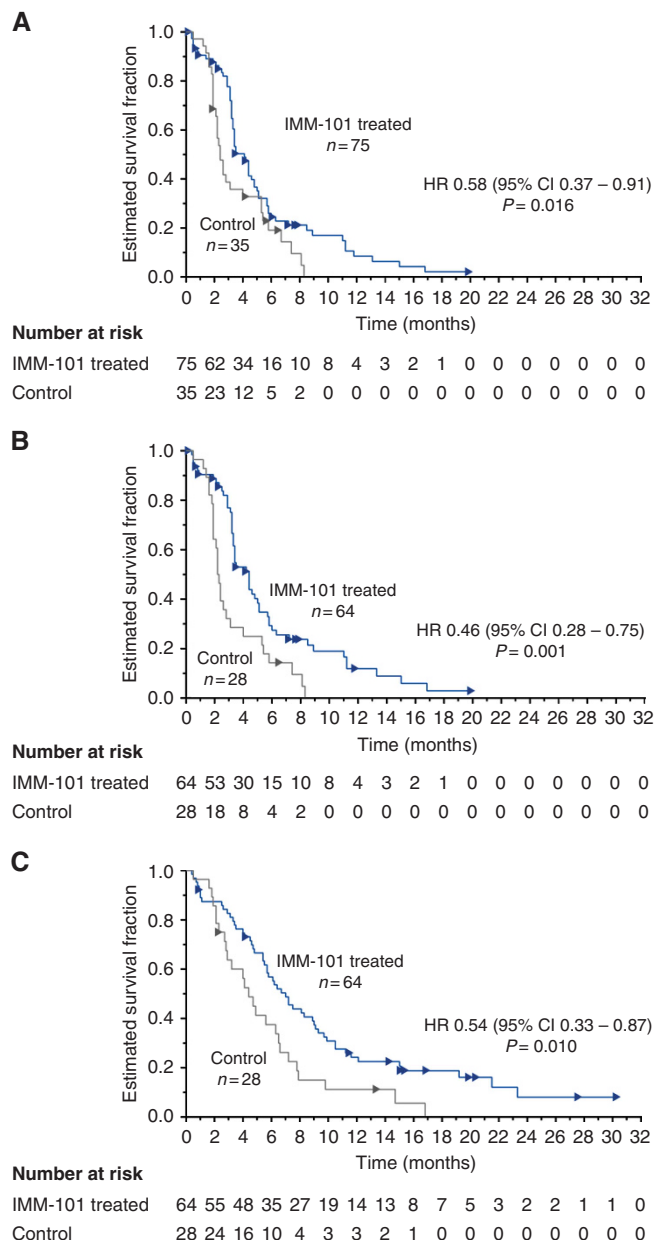 A
Estimated survival fraction
1.0
0.8
0.6
0.4
0.2
0.0
IMM-101 treated
n=75
HR 0.58 (95% CI 0.37 – 0.91)
P= 0.016
Control
n=35
0 2 4 6 8 10 12 14 16 18 20 22 24 26 28 30 32
Time (months)
Number at risk
IMM-101 treated 75 62 34 16 10 8 4 3 2 1 0 0 0 0 0 0 0
Control 35 23 12 5 2 0 0 0 0 0 0 0 0 0 0 0 0
B
Estimated survival fraction
1.0
0.8
0.6
0.4
0.2
0.0
IMM-101 treated
n=64
HR 0.46 (95% CI 0.28 – 0.75)
P= 0.001
Control
n=28
0 2 4 6 8 10 12 14 16 18 20 22 24 26 28 30 32
Time (months)
Number at risk
IMM-101 treated 64 53 30 15 10 8 4 3 2 1 0 0 0 0 0 0 0
Control 28 18 8 4 2 0 0 0 0 0 0 0 0 0 0 0 0
C
Estimated survival fraction
1.0
0.8
0.6
0.4
0.2
0.0
IMM-101 treated
n=64
HR 0.54 (95% CI 0.33 – 0.87)
P= 0.010
Control
n=28
0 2 4 6 8 10 12 14 16 18 20 22 24 26 28 30 32
Time (months)
Number at risk
IMM-101 treated 64 55 48 35 27 19 14 13 8 7 5 3 2 2 1 1 0
Control 28 24 16 10 4 3 3 2 1 0 0 0 0 0 0 0 0